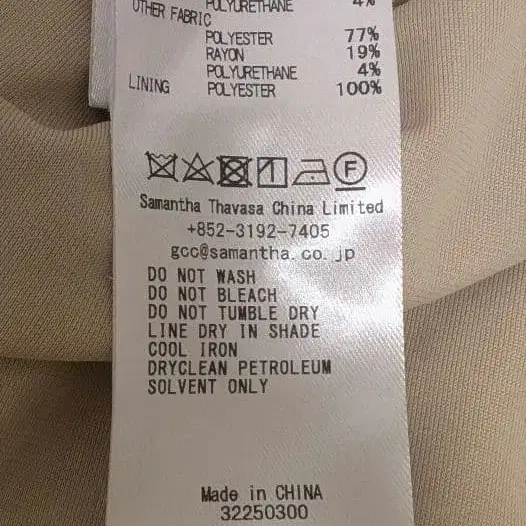 POLYURETHANE 4%
OTHER FABRIC
POLYESTER 77%
RAYON 19%
POLYURETHANE 4%
LINING POLYESTER 100%
F
Samantha Thavasa China Limited
+852-3192-7405
gcc@samantha.co.jp
DO NOT WASH
DO NOT BLEACH
DO NOT TUMBLE DRY
LINE DRY IN SHADE
COOL IRON
DRYCLEAN PETROLEUM
SOLVENT ONLY
Made in CHINA
32250300